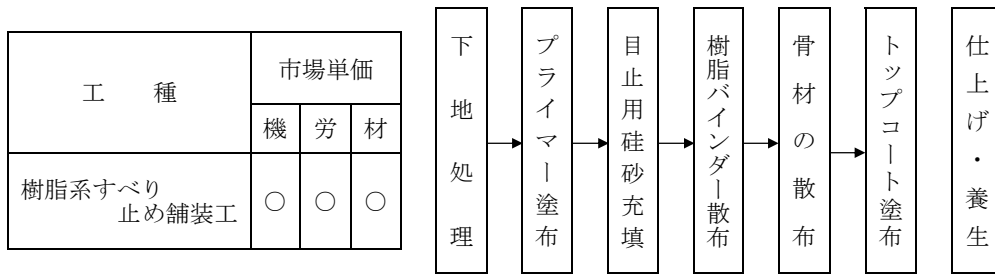 工　　種
市場単価
機
労
材
樹脂系すべり
止め舗装工
○
○
○
下地処理
プライマー塗布
目止用硅砂充填
樹脂バインダー散布
骨材の散布
トップコート塗布
仕上げ・養生